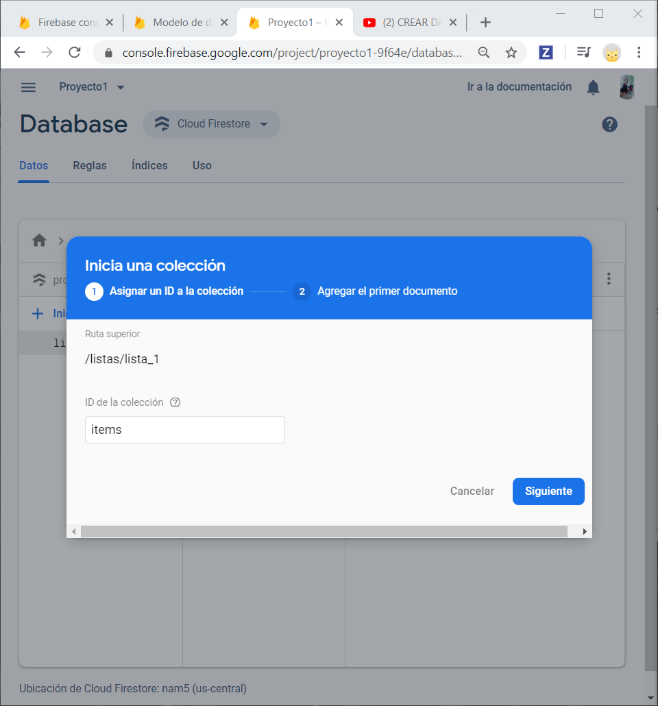 Firebase con
Modelo de d
Proyecto1 –
(2) CREAR DA
console.firebase.google.com/project/proyecto1-9f64e/databas...
Z
Proyecto1
Ir a la documentación
Database
Cloud Firestore
Datos
Reglas
Índices
Uso
Inicia una colección
1 Asignar un ID a la colección
2 Agregar el primer documento
Ruta superior
/listas/lista_1
ID de la colección
items
Cancelar
Siguiente
Ubicación de Cloud Firestore: nam5 (us-central)